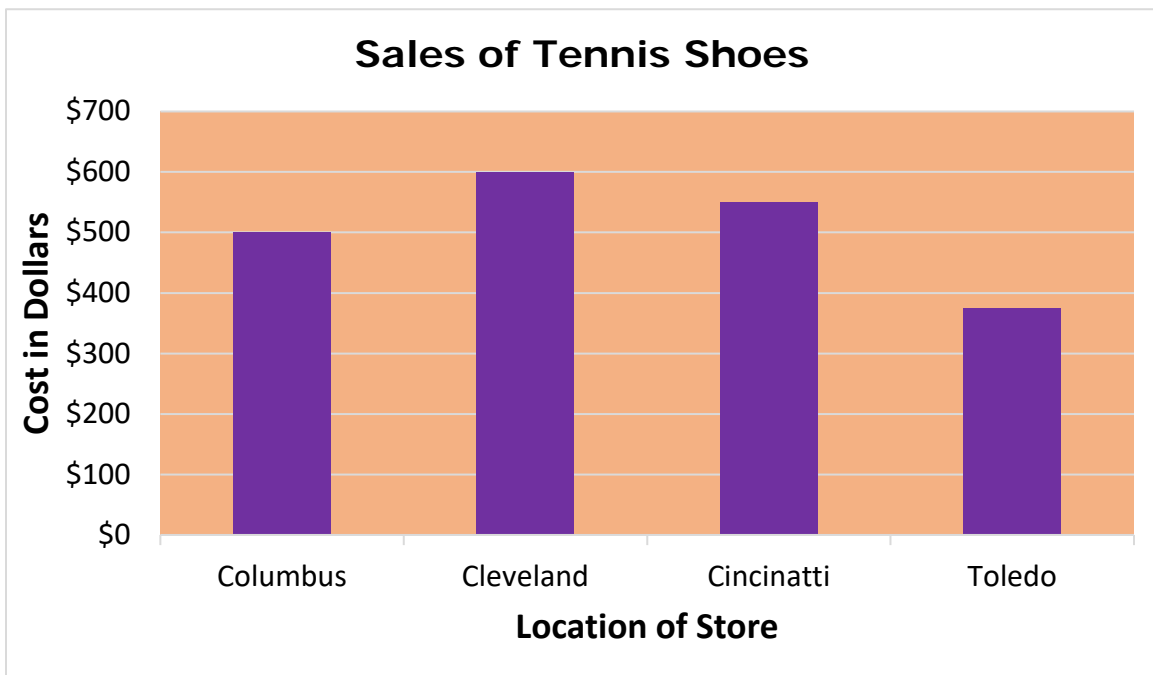 Sales of Tennis Shoes
$700
$600
$500
$400
$300
$200
$100
$0
Cost in Dollars
Columbus Cleveland Cincinatti Toledo
Location of Store